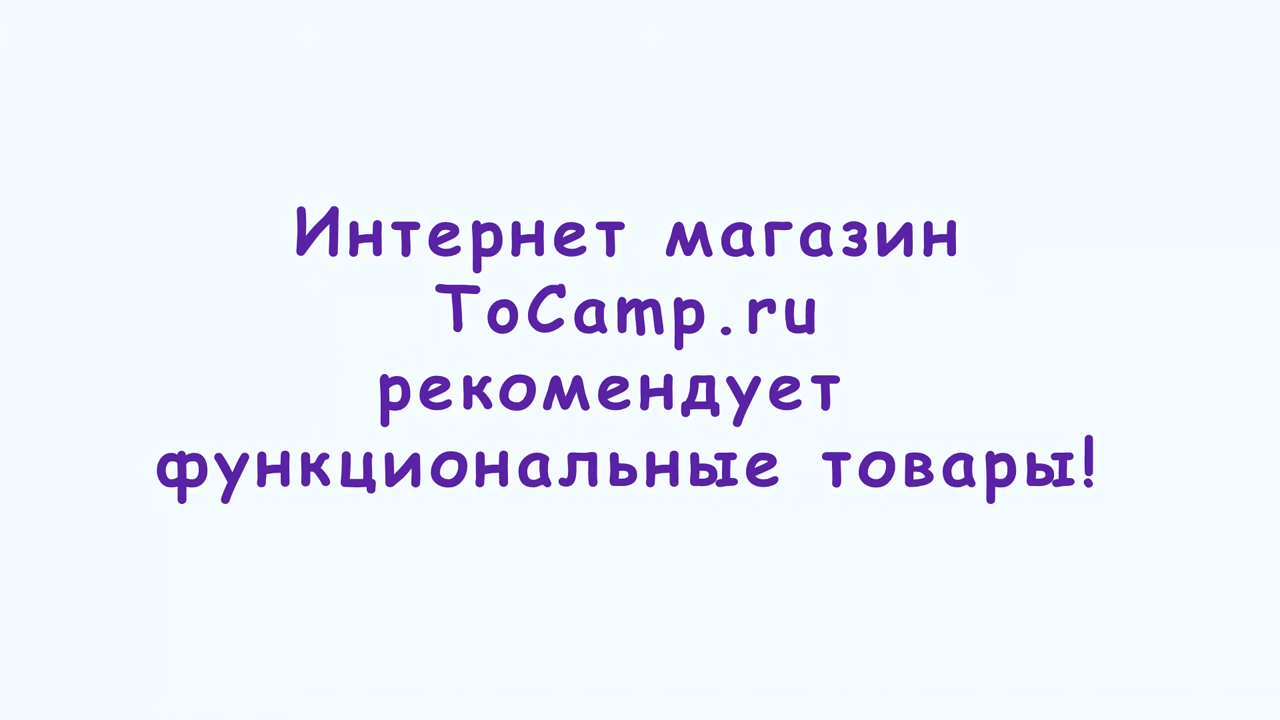 Интернет магазин
ToCamp.ru
рекомендует
функциональные товары!